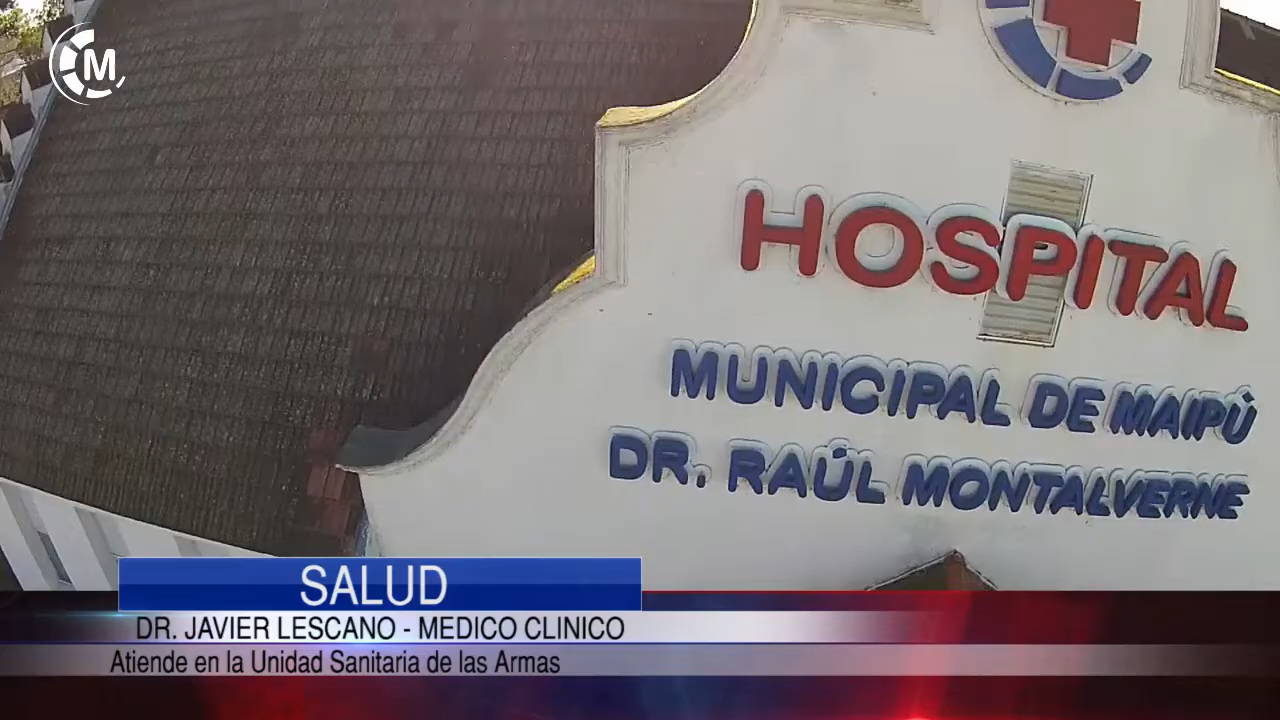 M
HOSPITAL
MUNICIPAL DE MAIPÚ
DR. RAÚL MONTALVERNE
SALUD
DR. JAVIER LESCANO - MEDICO CLINICO
Atiende en la Unidad Sanitaria de las Armas